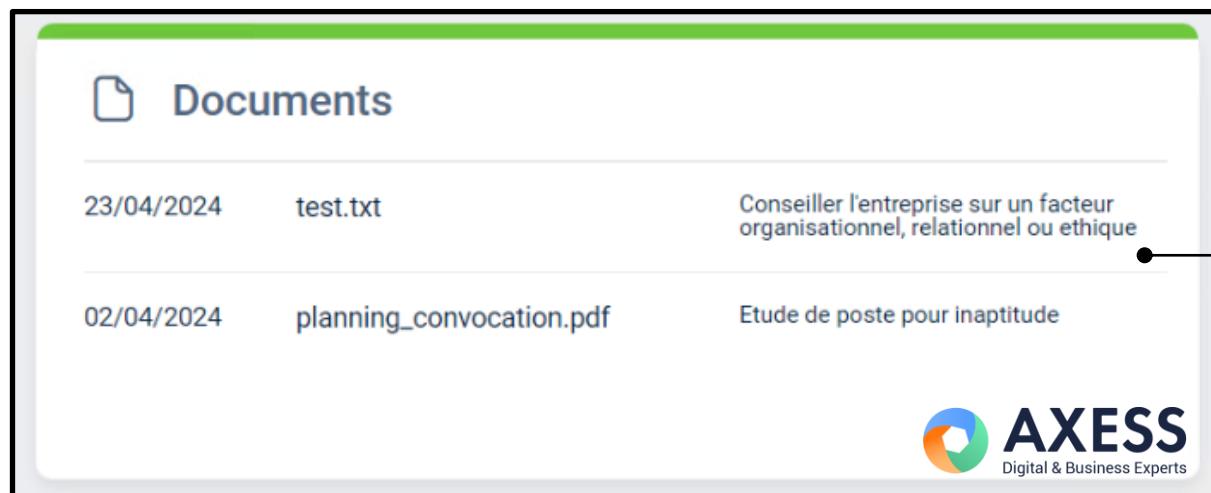 Documents
23/04/2024 test.txt Conseiller l'entreprise sur un facteur
organisationnel, relationnel ou ethique
02/04/2024 planning_convocation.pdf Etude de poste pour inaptitude
AXESS
Digital & Business Experts